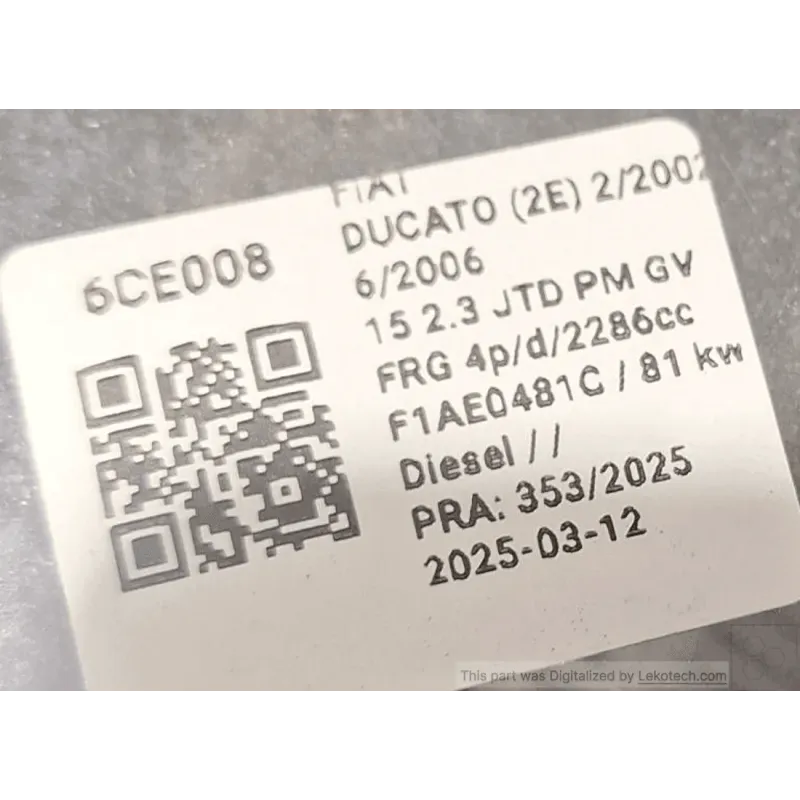 6CE008
FIAT
DUCATO (2E) 2/2002
6/2006
15 2.3 JTD PM GV
FRG 4p/d/2286cc
F1AE0481C / 81 kw
Diesel / /
PRA: 353/2025
2025-03-12
This part was Digitalized by Lekotech.com